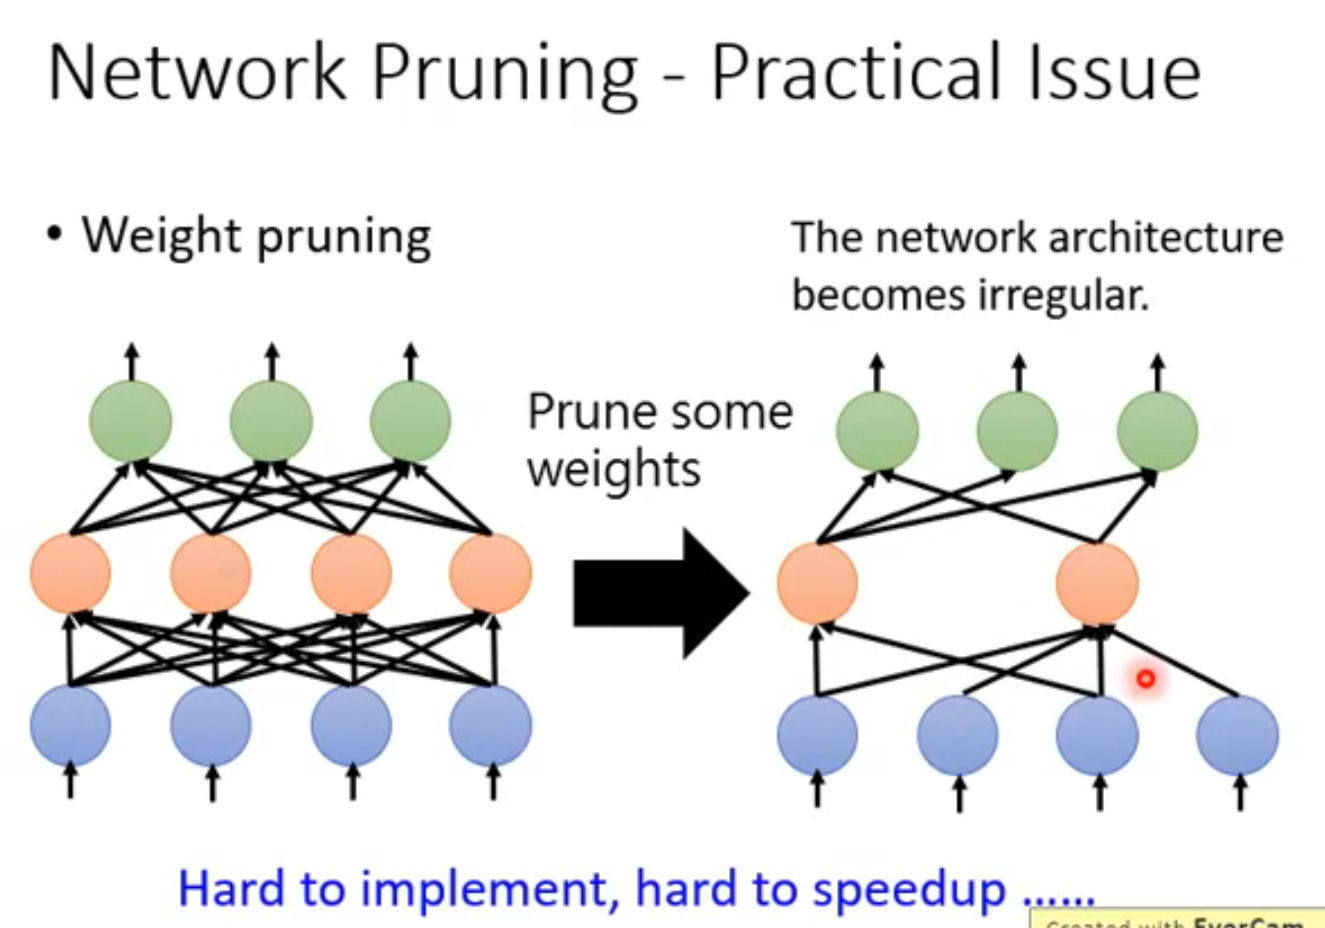 Network Pruning - Practical Issue
• Weight pruning
The network architecture
becomes irregular.
Prune some
weights
Hard to implement, hard to speedup ......
Created with EverCam